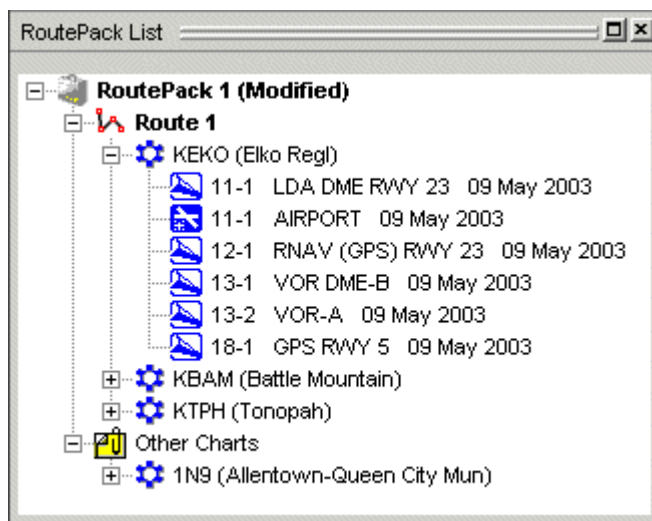 RoutePack List
RoutePack 1 (Modified)
Route 1
KEKO (Elko Regl)
11-1 LDA DME RWY 23 09 May 2003
11-1 AIRPORT 09 May 2003
12-1 RNAV (GPS) RWY 23 09 May 2003
13-1 VOR DME-B 09 May 2003
13-2 VOR-A 09 May 2003
18-1 GPS RWY 5 09 May 2003
KBAM (Battle Mountain)
KTPH (Tonopah)
Other Charts
1N9 (Allentown-Queen City Mun)